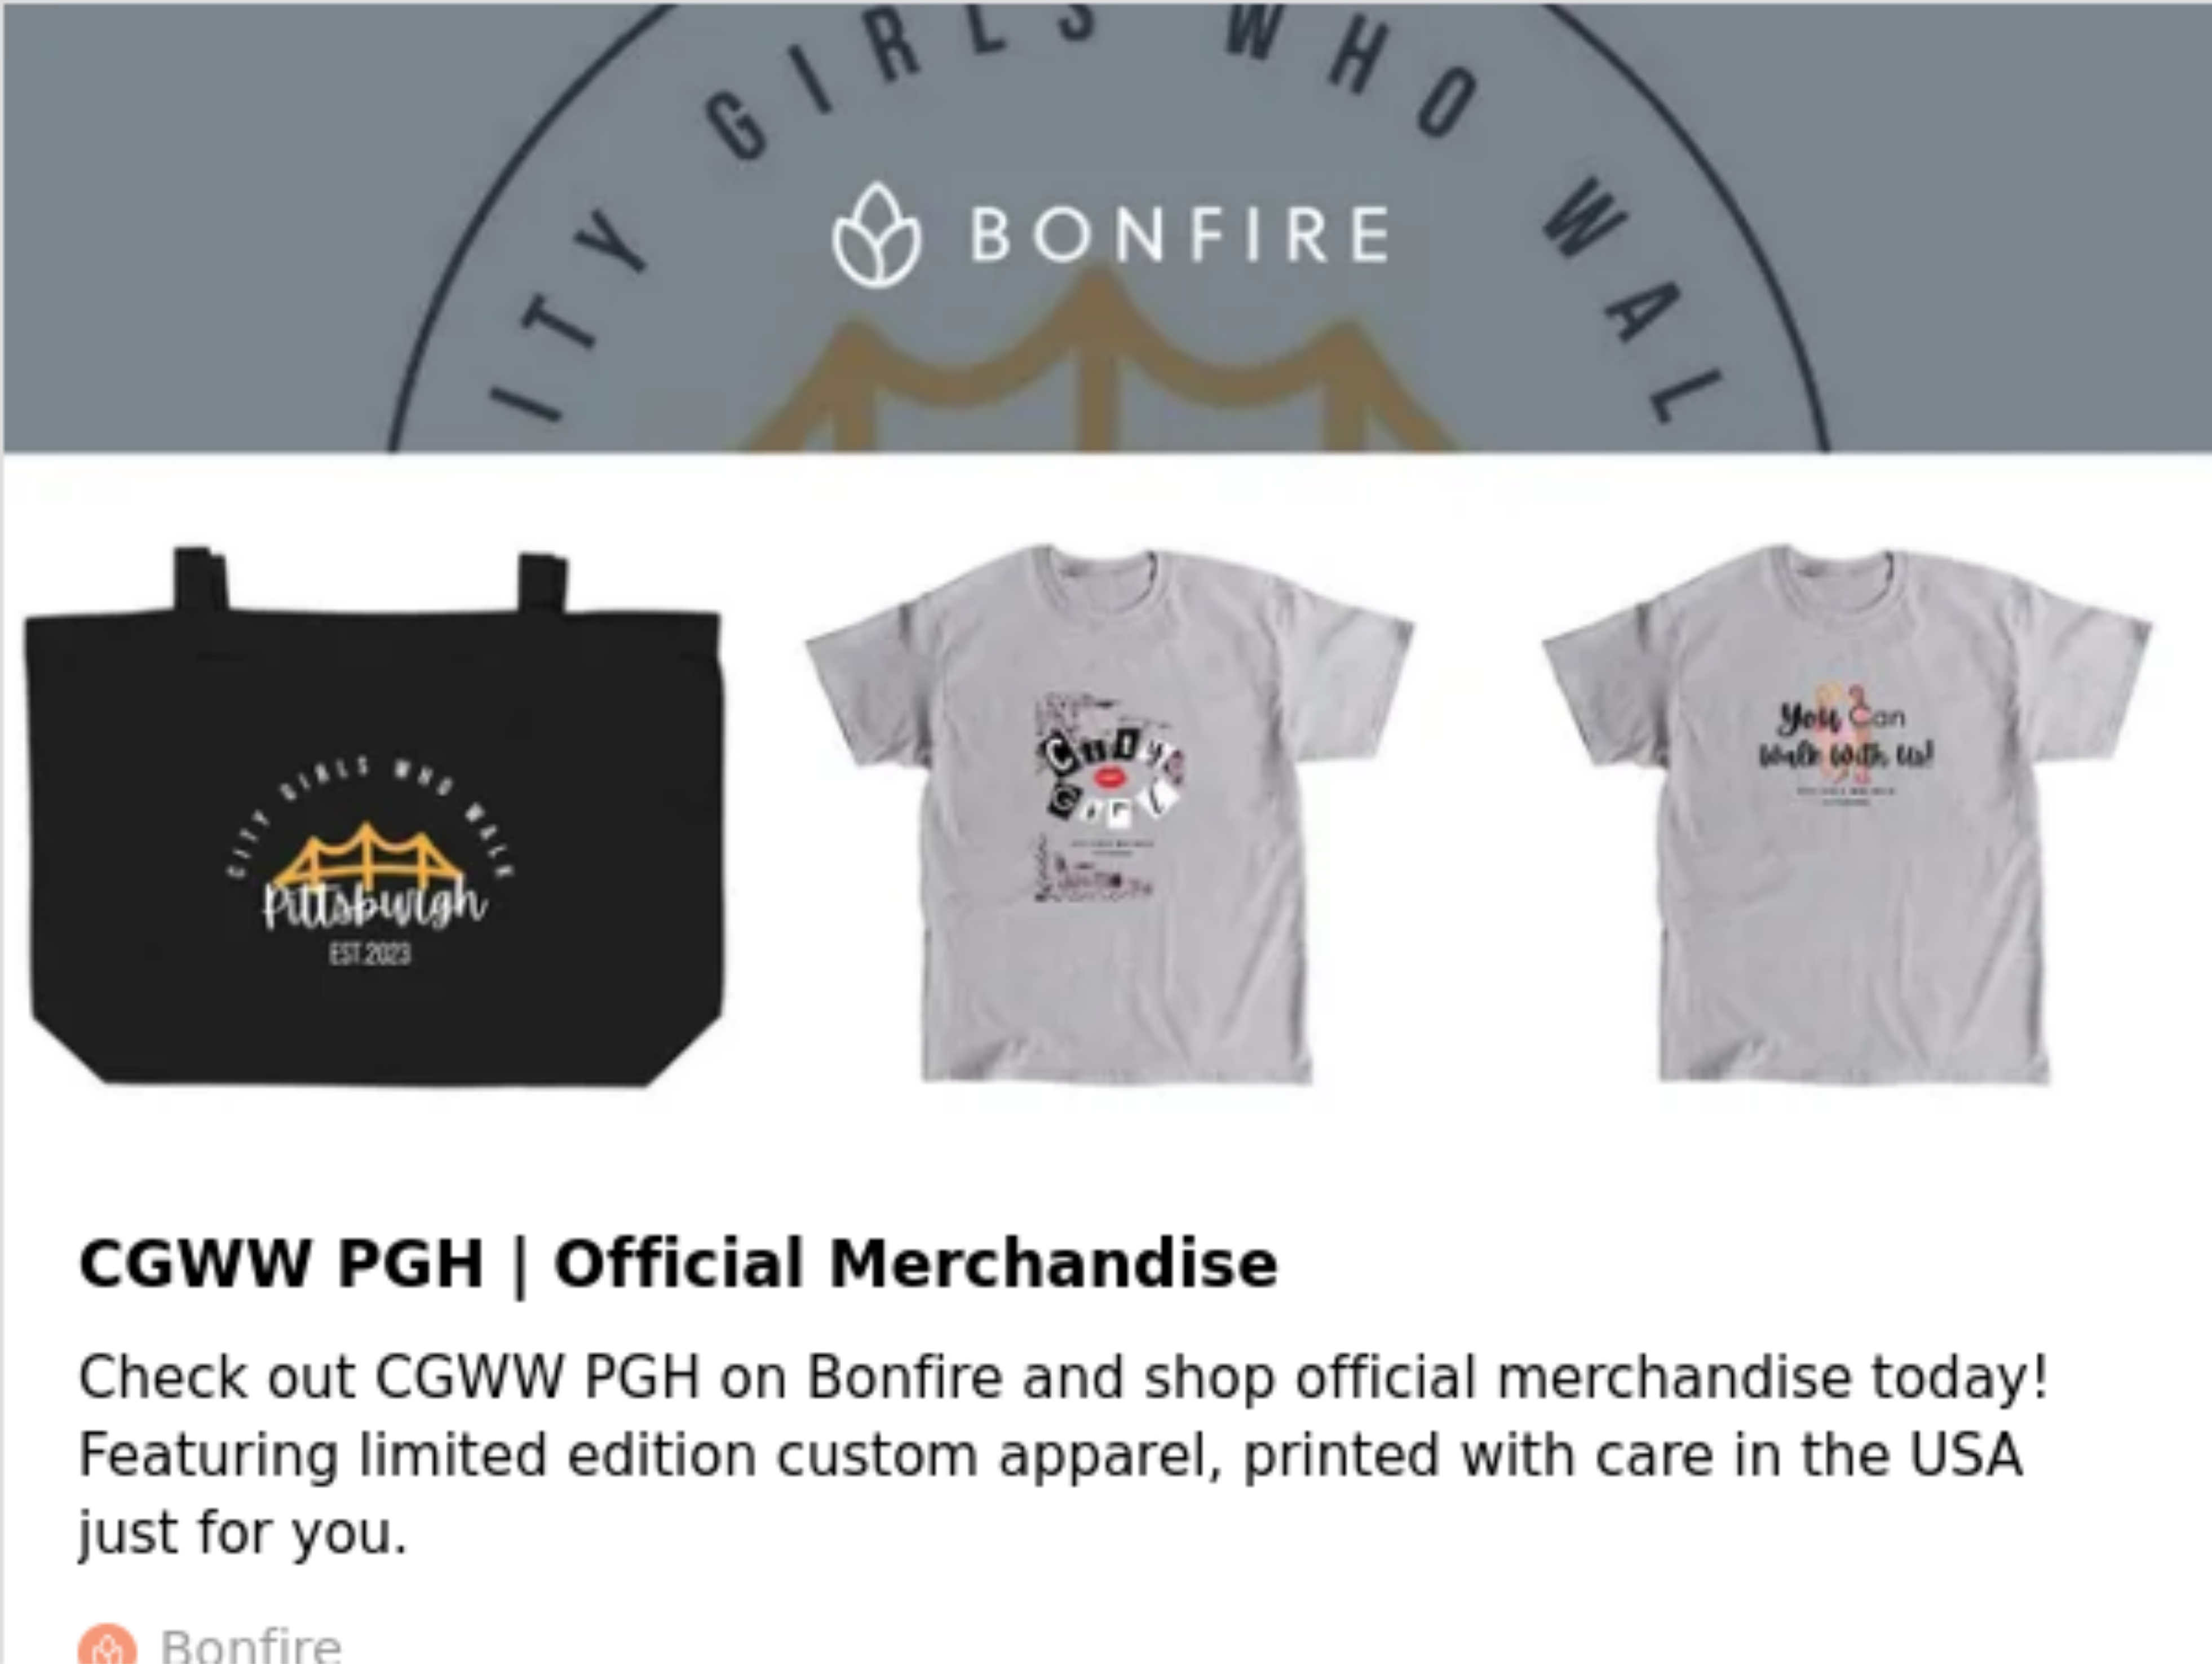 ITY GIRLS WHO WAL
BONFIRE
CITY GIRLS WHO WALK
Pittsburgh
EST.2023
CITY
GIRL
You Can
walk with us!
CGWW PGH | Official Merchandise
Check out CGWW PGH on Bonfire and shop official merchandise today!
Featuring limited edition custom apparel, printed with care in the USA
just for you.
Bonfire